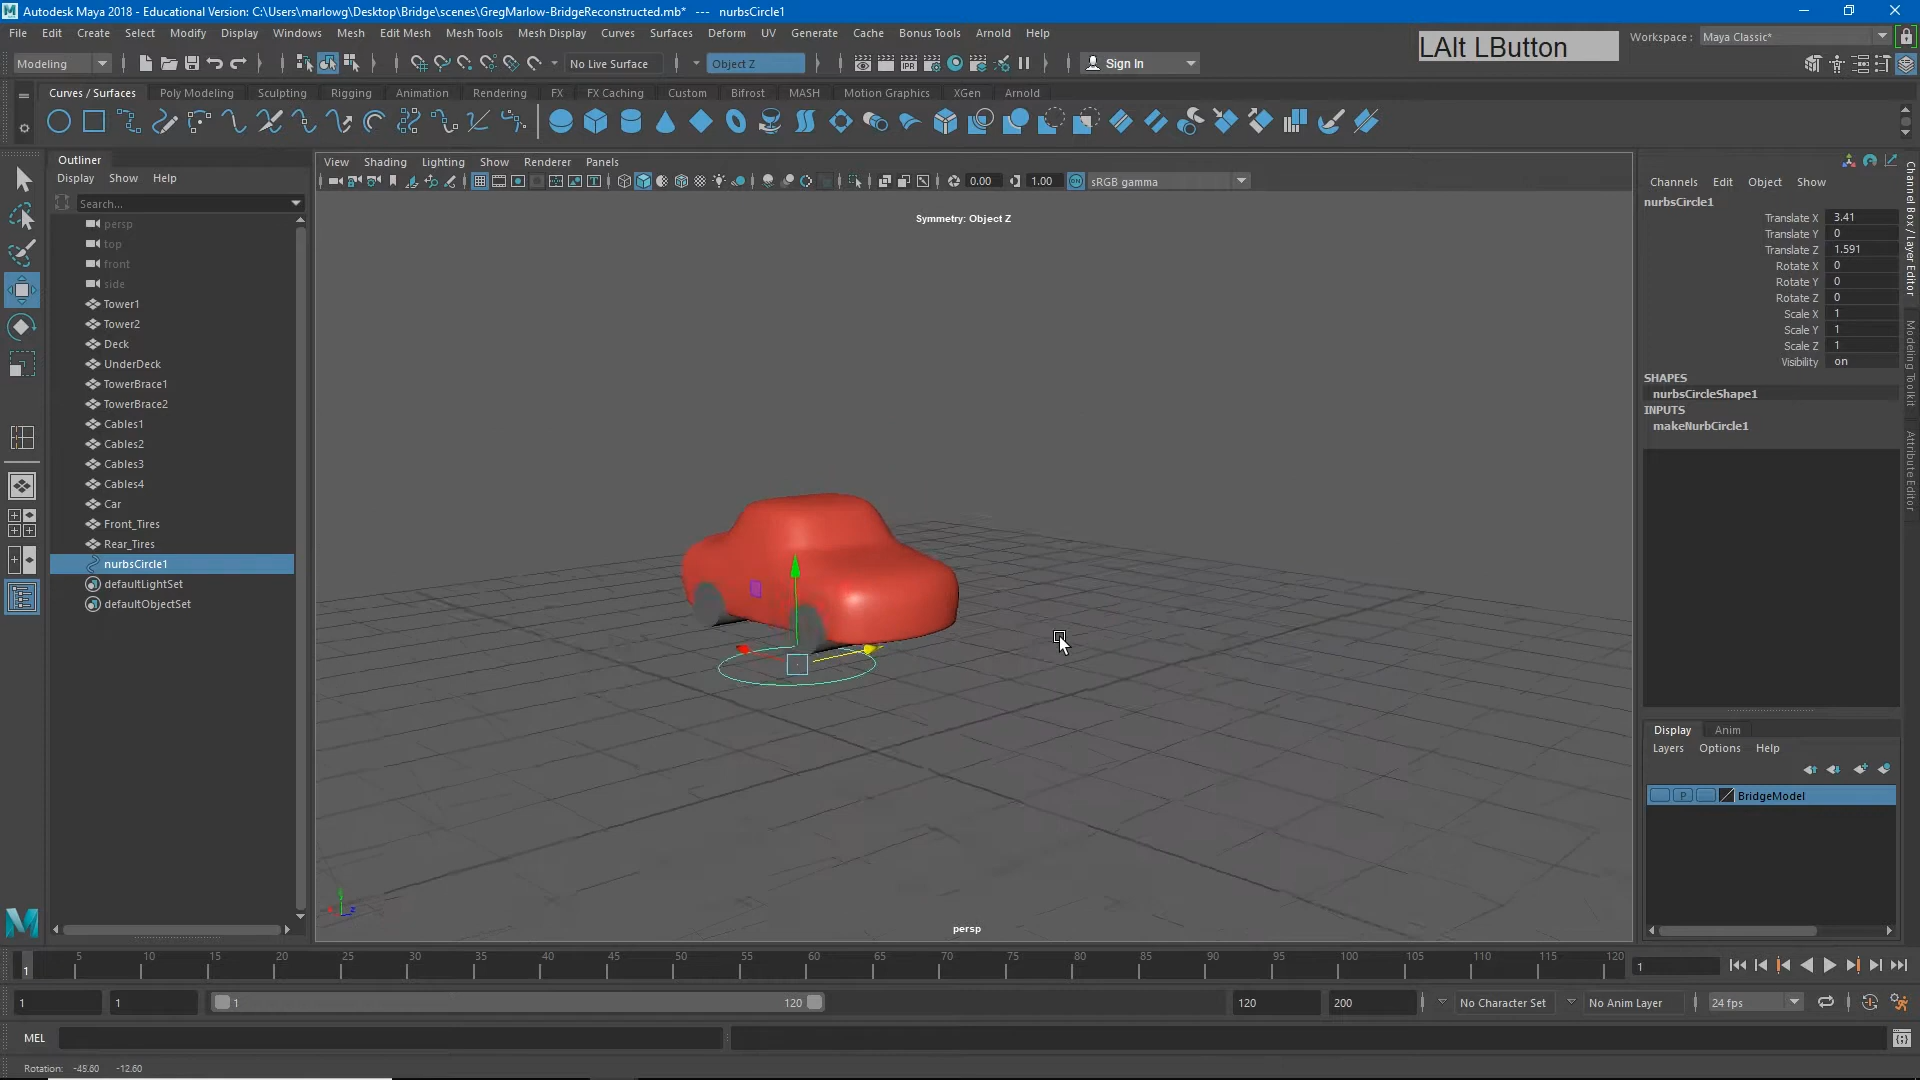 Autodesk Maya 2018 - Educational Version: C:\Users\marlowg\Desktop\Bridge\scenes\GregMarlow-BridgeReconstructed.mb* --- nurbsCircle1
File Edit Create Select Modify Display Windows Mesh Edit Mesh Mesh Tools Mesh Display Curves Surfaces Deform UV Generate Cache Bonus Tools Arnold Help
LAlt LButton
Workspace : Maya Classic*
Modeling No Live Surface Object Z Sign In
Curves / Surfaces Poly Modeling Sculpting Rigging Animation Rendering FX FX Caching Custom Bifrost MASH Motion Graphics XGen Arnold
Outliner
Display Show Help
Search...
persp
top
front
side
Tower1
Tower2
Deck
UnderDeck
TowerBrace1
TowerBrace2
Cables1
Cables2
Cables3
Cables4
Car
Front_Tires
Rear_Tires
nurbsCircle1
defaultLightSet
defaultObjectSet
View Shading Lighting Show Renderer Panels
0.00 1.00 sRGB gamma
Symmetry: Object Z
persp
Channels Edit Object Show
nurbsCircle1
Translate X 3.41
Translate Y 0
Translate Z 1.591
Rotate X 0
Rotate Y 0
Rotate Z 0
Scale X 1
Scale Y 1
Scale Z 1
Visibility on
SHAPES
nurbsCircleShape1
INPUTS
makeNurbCircle1
Channel Box / Layer Editor
Modeling Toolkit
Attribute Editor
Display Anim
Layers Options Help
P BridgeModel
1 5 10 15 20 25 30 35 40 45 50 55 60 65 70 75 80 85 90 95 100 105 110 115 120 1
1 1 1 120 120 200 No Character Set No Anim Layer 24 fps
MEL
Rotation: -45.60 -12.60